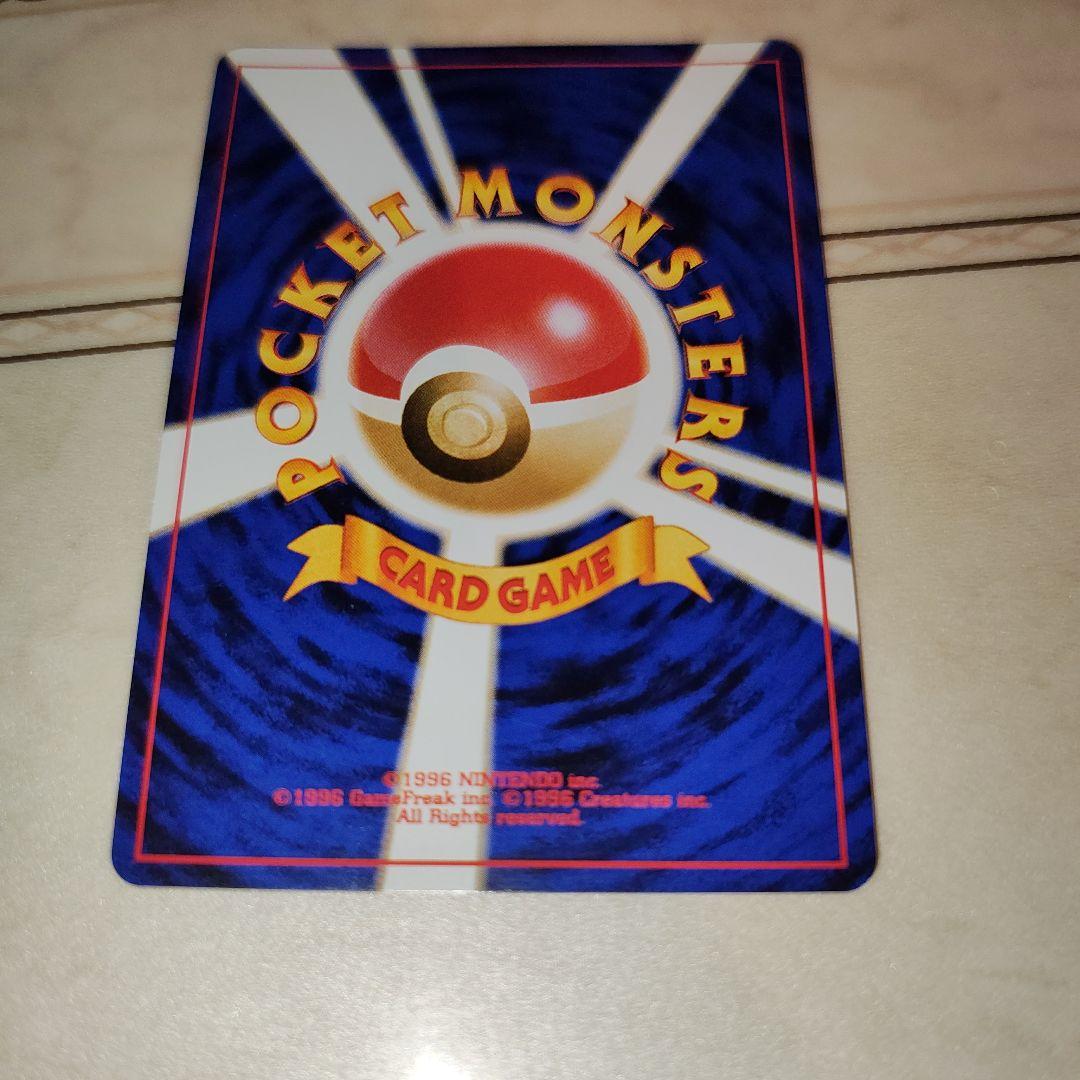 POCKET MONSTERS
CARD GAME
©1996 NINTENDO inc.
©1996 GameFreak inc. ©1996 Creatures inc.
All Rights reserved.